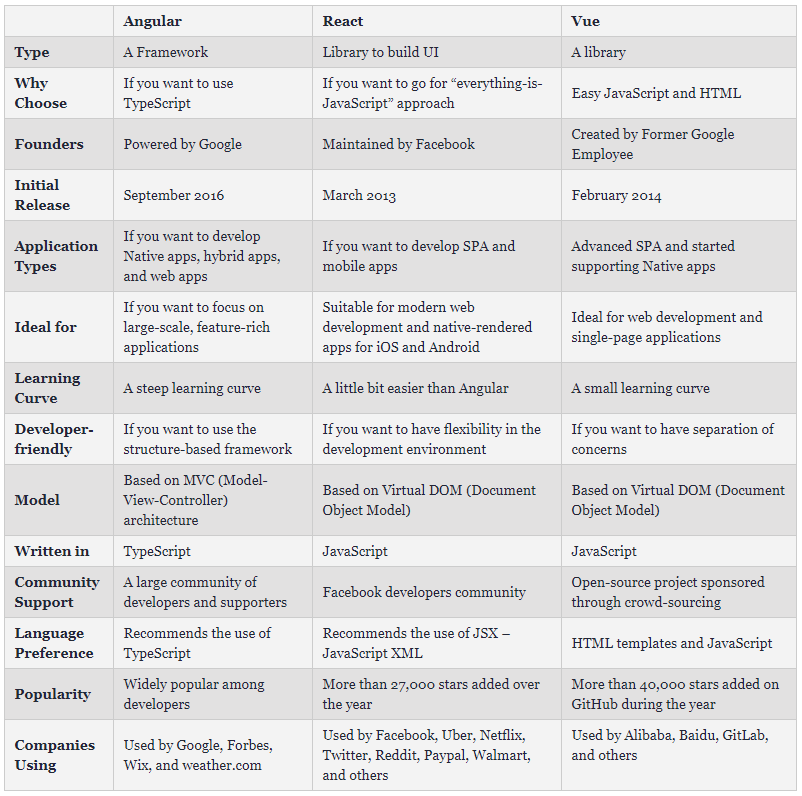 Angular React Vue
Type A Framework Library to build UI A library
Why
Choose
If you want to use
TypeScript
If you want to go for “everything-is-
JavaScript” approach
Easy JavaScript and HTML
Founders Powered by Google Maintained by Facebook
Created by Former Google
Employee
Initial
Release
September 2016 March 2013 February 2014
Application
Types
If you want to develop
Native apps, hybrid apps,
and web apps
If you want to develop SPA and
mobile apps
Advanced SPA and started
supporting Native apps
Ideal for
If you want to focus on
large-scale, feature-rich
applications
Suitable for modern web
development and native-rendered
apps for iOS and Android
Ideal for web development and
single-page applications
Learning
Curve
A steep learning curve A little bit easier than Angular A small learning curve
Developer-
friendly
If you want to use the
structure-based framework
If you want to have flexibility in the
development environment
If you want to have separation of
concerns
Model
Based on MVC (Model-
View-Controller)
architecture
Based on Virtual DOM (Document
Object Model)
Based on Virtual DOM (Document
Object Model)
Written in TypeScript JavaScript JavaScript
Community
Support
A large community of
developers and supporters
Facebook developers community
Open-source project sponsored
through crowd-sourcing
Language
Preference
Recommends the use of
TypeScript
Recommends the use of JSX –
JavaScript XML
HTML templates and JavaScript
Popularity
Widely popular among
developers
More than 27,000 stars added over
the year
More than 40,000 stars added on
GitHub during the year
Companies
Using
Used by Google, Forbes,
Wix, and weather.com
Used by Facebook, Uber, Netflix,
Twitter, Reddit, Paypal, Walmart,
and others
Used by Alibaba, Baidu, GitLab,
and others